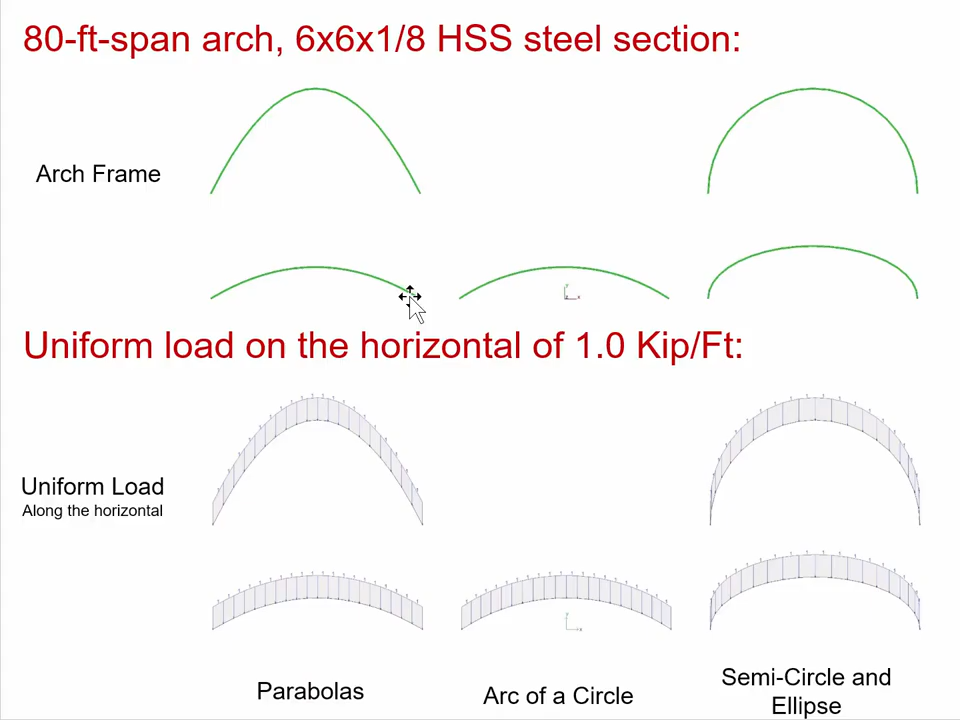 80-ft-span arch, 6x6x1/8 HSS steel section:
Arch Frame
Uniform load on the horizontal of 1.0 Kip/Ft:
Uniform Load
Along the horizontal
Parabolas
Arc of a Circle
Semi-Circle and
Ellipse